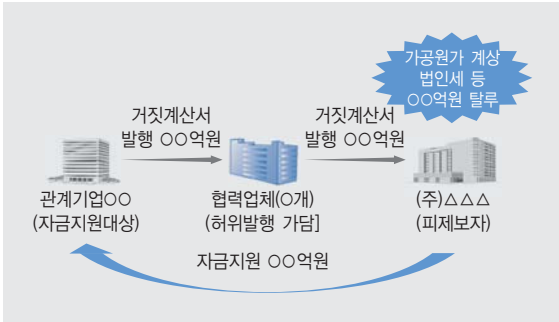 가공원가 계상
법인세 등
○○억원 탈루
거짓계산서
발행 ○○억원
거짓계산서
발행 ○○억원
관계기업○○
(자금지원대상)
협력업체(○개)
(허위발행 가담]
(주)△△△
(피제보자)
자금지원 ○○억원